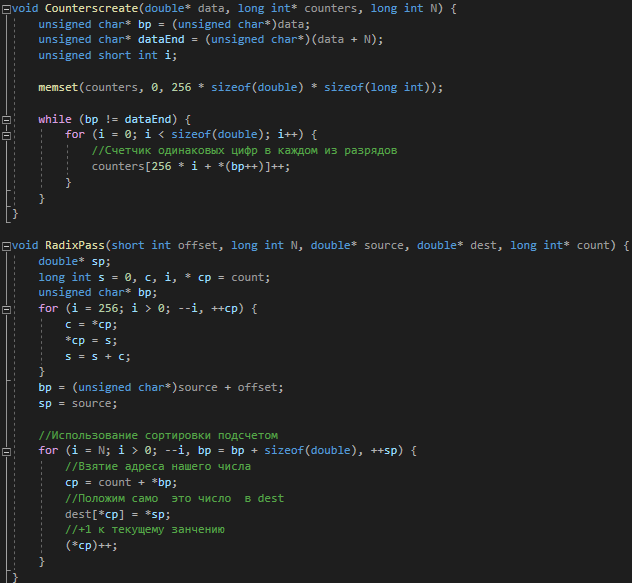 void Counterscreate(double* data, long int* counters, long int N) {
unsigned char* bp = (unsigned char*)data;
unsigned char* dataEnd = (unsigned char*)(data + N);
unsigned short int i;
memset(counters, 0, 256 * sizeof(double) * sizeof(long int));
while (bp != dataEnd) {
for (i = 0; i < sizeof(double); i++) {
//Счетчик одинаковых цифр в каждом из разрядов
counters[256 * i + *(bp++)]++;
}
}
}
void RadixPass(short int offset, long int N, double* source, double* dest, long int* count) {
double* sp;
long int s = 0, c, i, * cp = count;
unsigned char* bp;
for (i = 256; i > 0; --i, ++cp) {
c = *cp;
*cp = s;
s = s + c;
}
bp = (unsigned char*)source + offset;
sp = source;
//Использование сортировки подсчетом
for (i = N; i > 0; --i, bp = bp + sizeof(double), ++sp) {
//Взятие адреса нашего числа
cp = count + *bp;
//Положим само  это число  в dest
dest[*cp] = *sp;
//+1 к текущему занчению
(*cp)++;
}
}